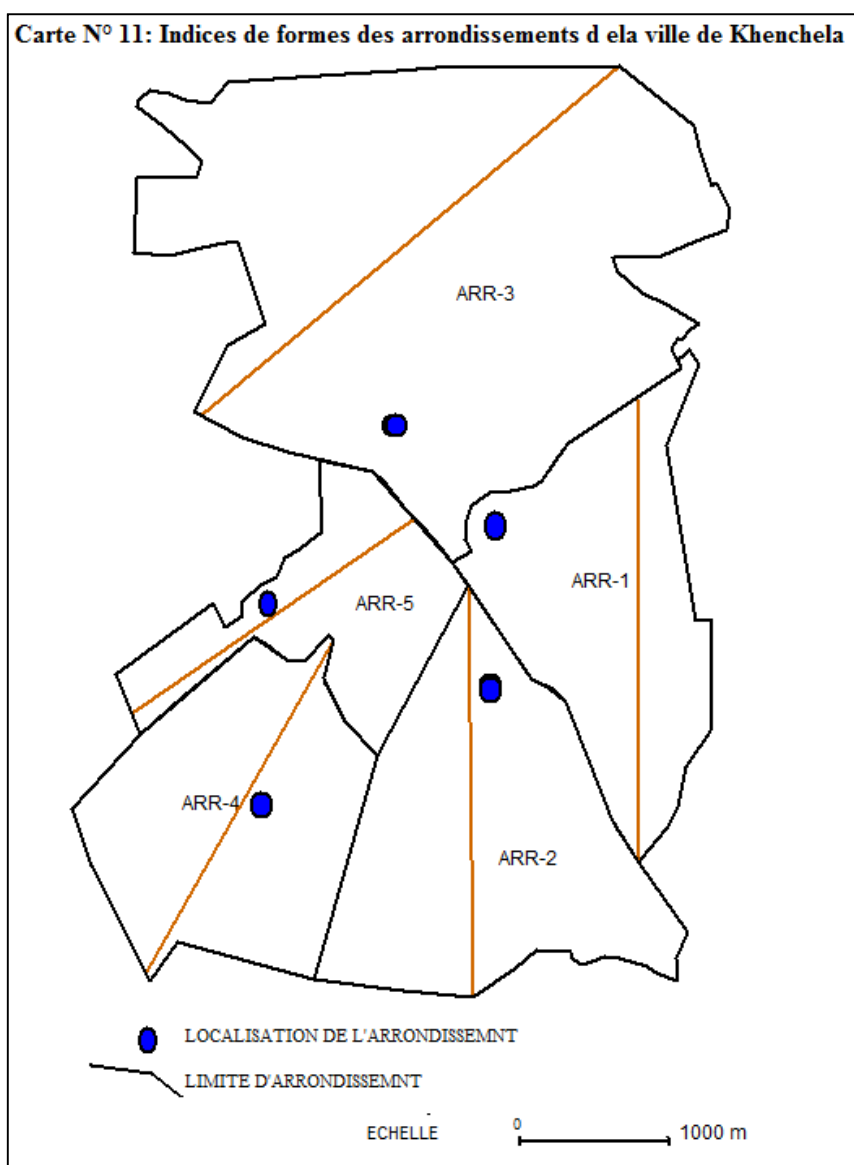 Carte N° 11: Indices de formes des arrondissements d ela ville de Khenchela
ARR-3
ARR-1
ARR-5
ARR-4
ARR-2
LOCALISATION DE L'ARRONDISSEMNT
LIMITE D'ARRONDISSEMNT
ECHELLE 0 1000 m